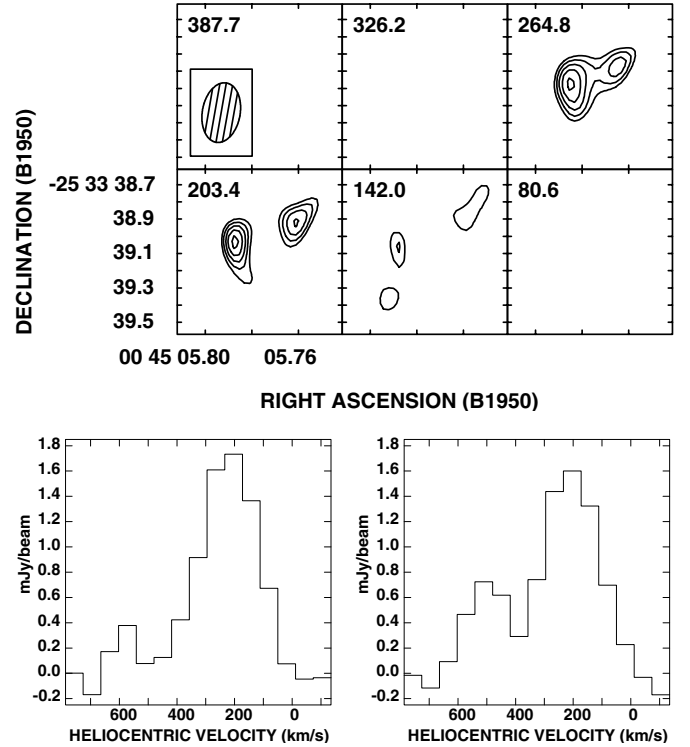 387.7 326.2 264.8
DECLINATION (B1950)
-25 33 38.7
203.4 142.0 80.6
38.9
39.1
39.3
39.5
00 45 05.80 05.76
RIGHT ASCENSION (B1950)
1.8 1.8
1.6 1.6
1.4 1.4
1.2 1.2
1.0 1.0
mJy/beam mJy/beam
0.8 0.8
0.6 0.6
0.4 0.4
0.2 0.2
0.0 0.0
-0.2 -0.2
600 400 200 0 600 400 200 0
HELIOCENTRIC VELOCITY (km/s) HELIOCENTRIC VELOCITY (km/s)